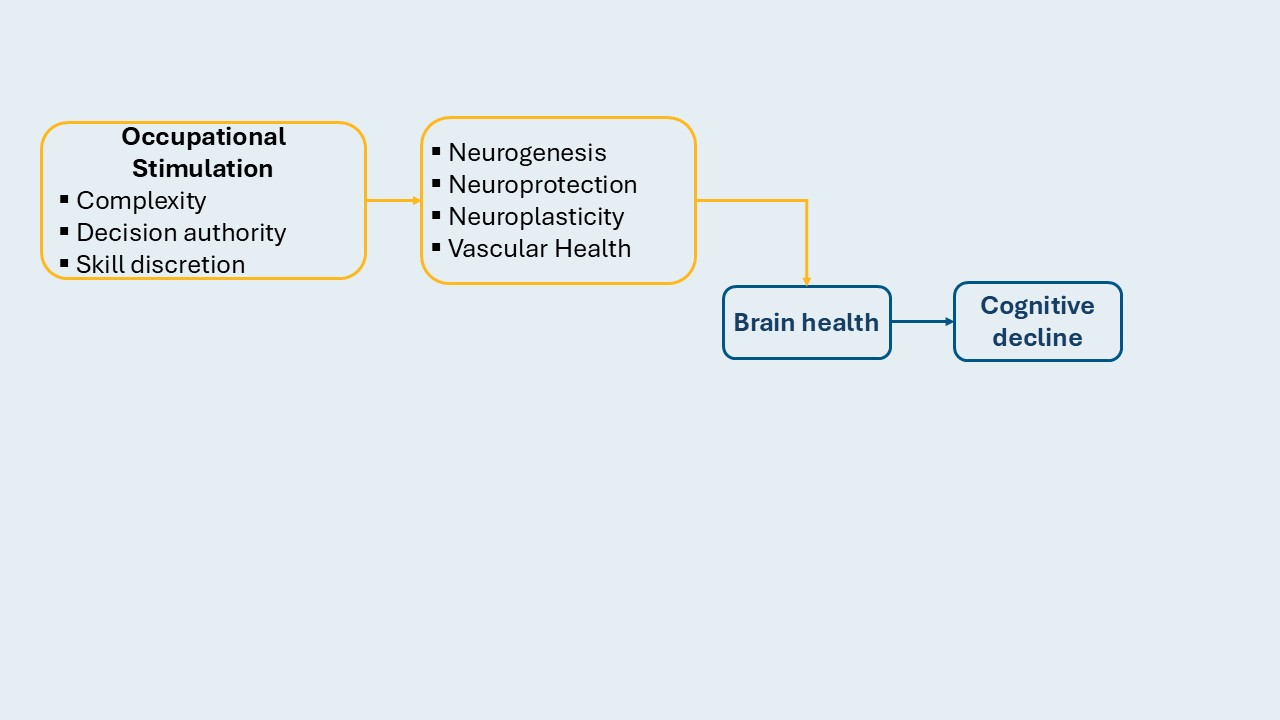 Occupational
Stimulation
▪ Complexity
▪ Decision authority
▪ Skill discretion
▪ Neurogenesis
▪ Neuroprotection
▪ Neuroplasticity
▪ Vascular Health
Brain health
Cognitive
decline